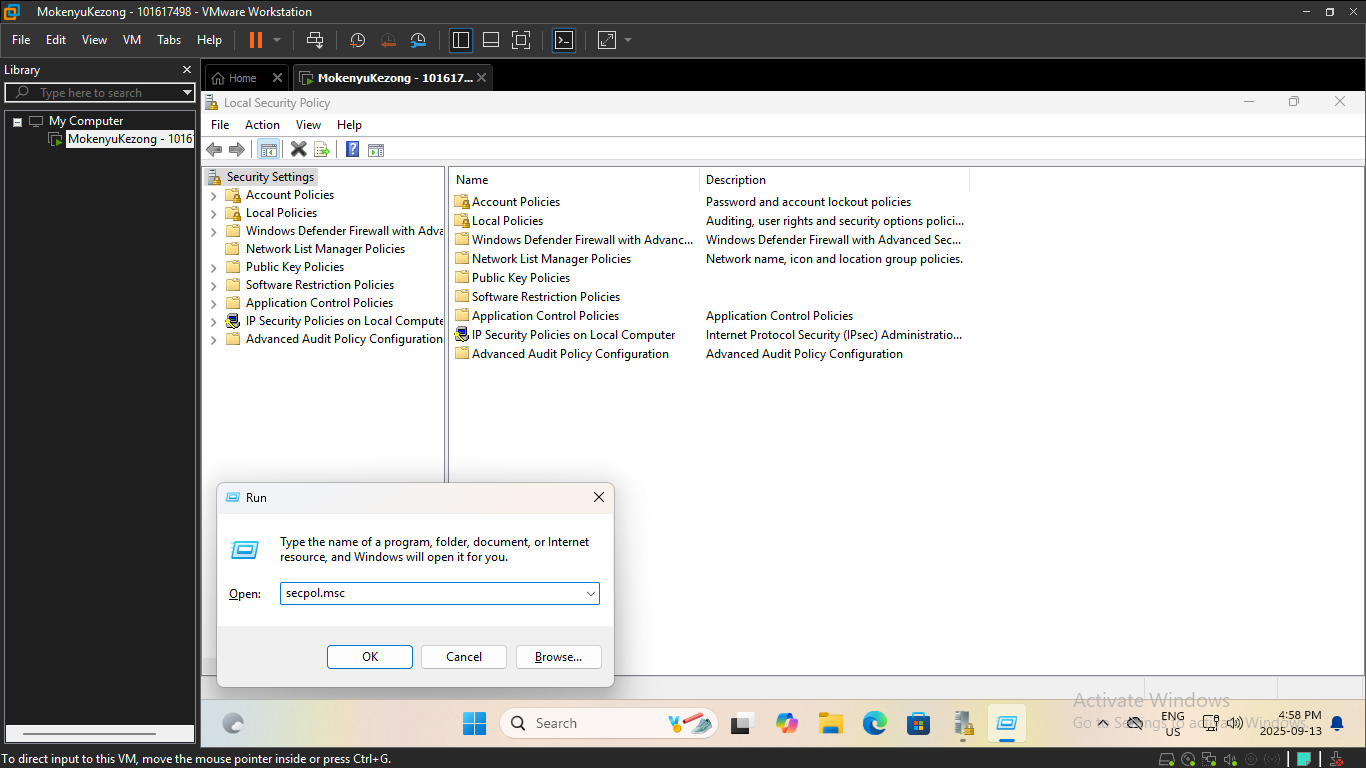 MokenyuKezong - 101617498 - VMware Workstation
File Edit View VM Tabs Help
Library
Home
MokenyuKezong - 101617...
Type here to search
My Computer
MokenyuKezong - 1016
Local Security Policy
File Action View Help
Security Settings
Account Policies
Local Policies
Windows Defender Firewall with Adva
Network List Manager Policies
Public Key Policies
Software Restriction Policies
Application Control Policies
IP Security Policies on Local Compute
Advanced Audit Policy Configuration
Name Description
Account Policies Password and account lockout policies
Local Policies Auditing, user rights and security options polici...
Windows Defender Firewall with Advanc... Windows Defender Firewall with Advanced Sec...
Network List Manager Policies Network name, icon and location group policies.
Public Key Policies
Software Restriction Policies
Application Control Policies Application Control Policies
IP Security Policies on Local Computer Internet Protocol Security (IPsec) Administratio...
Advanced Audit Policy Configuration Advanced Audit Policy Configuration
Run
Type the name of a program, folder, document, or Internet
resource, and Windows will open it for you.
Open: secpol.msc
OK Cancel Browse...
Activate Windows
Go to Settings to activate Windows.
Search
ENG
US
4:58 PM
2025-09-13
To direct input to this VM, move the mouse pointer inside or press Ctrl+G.